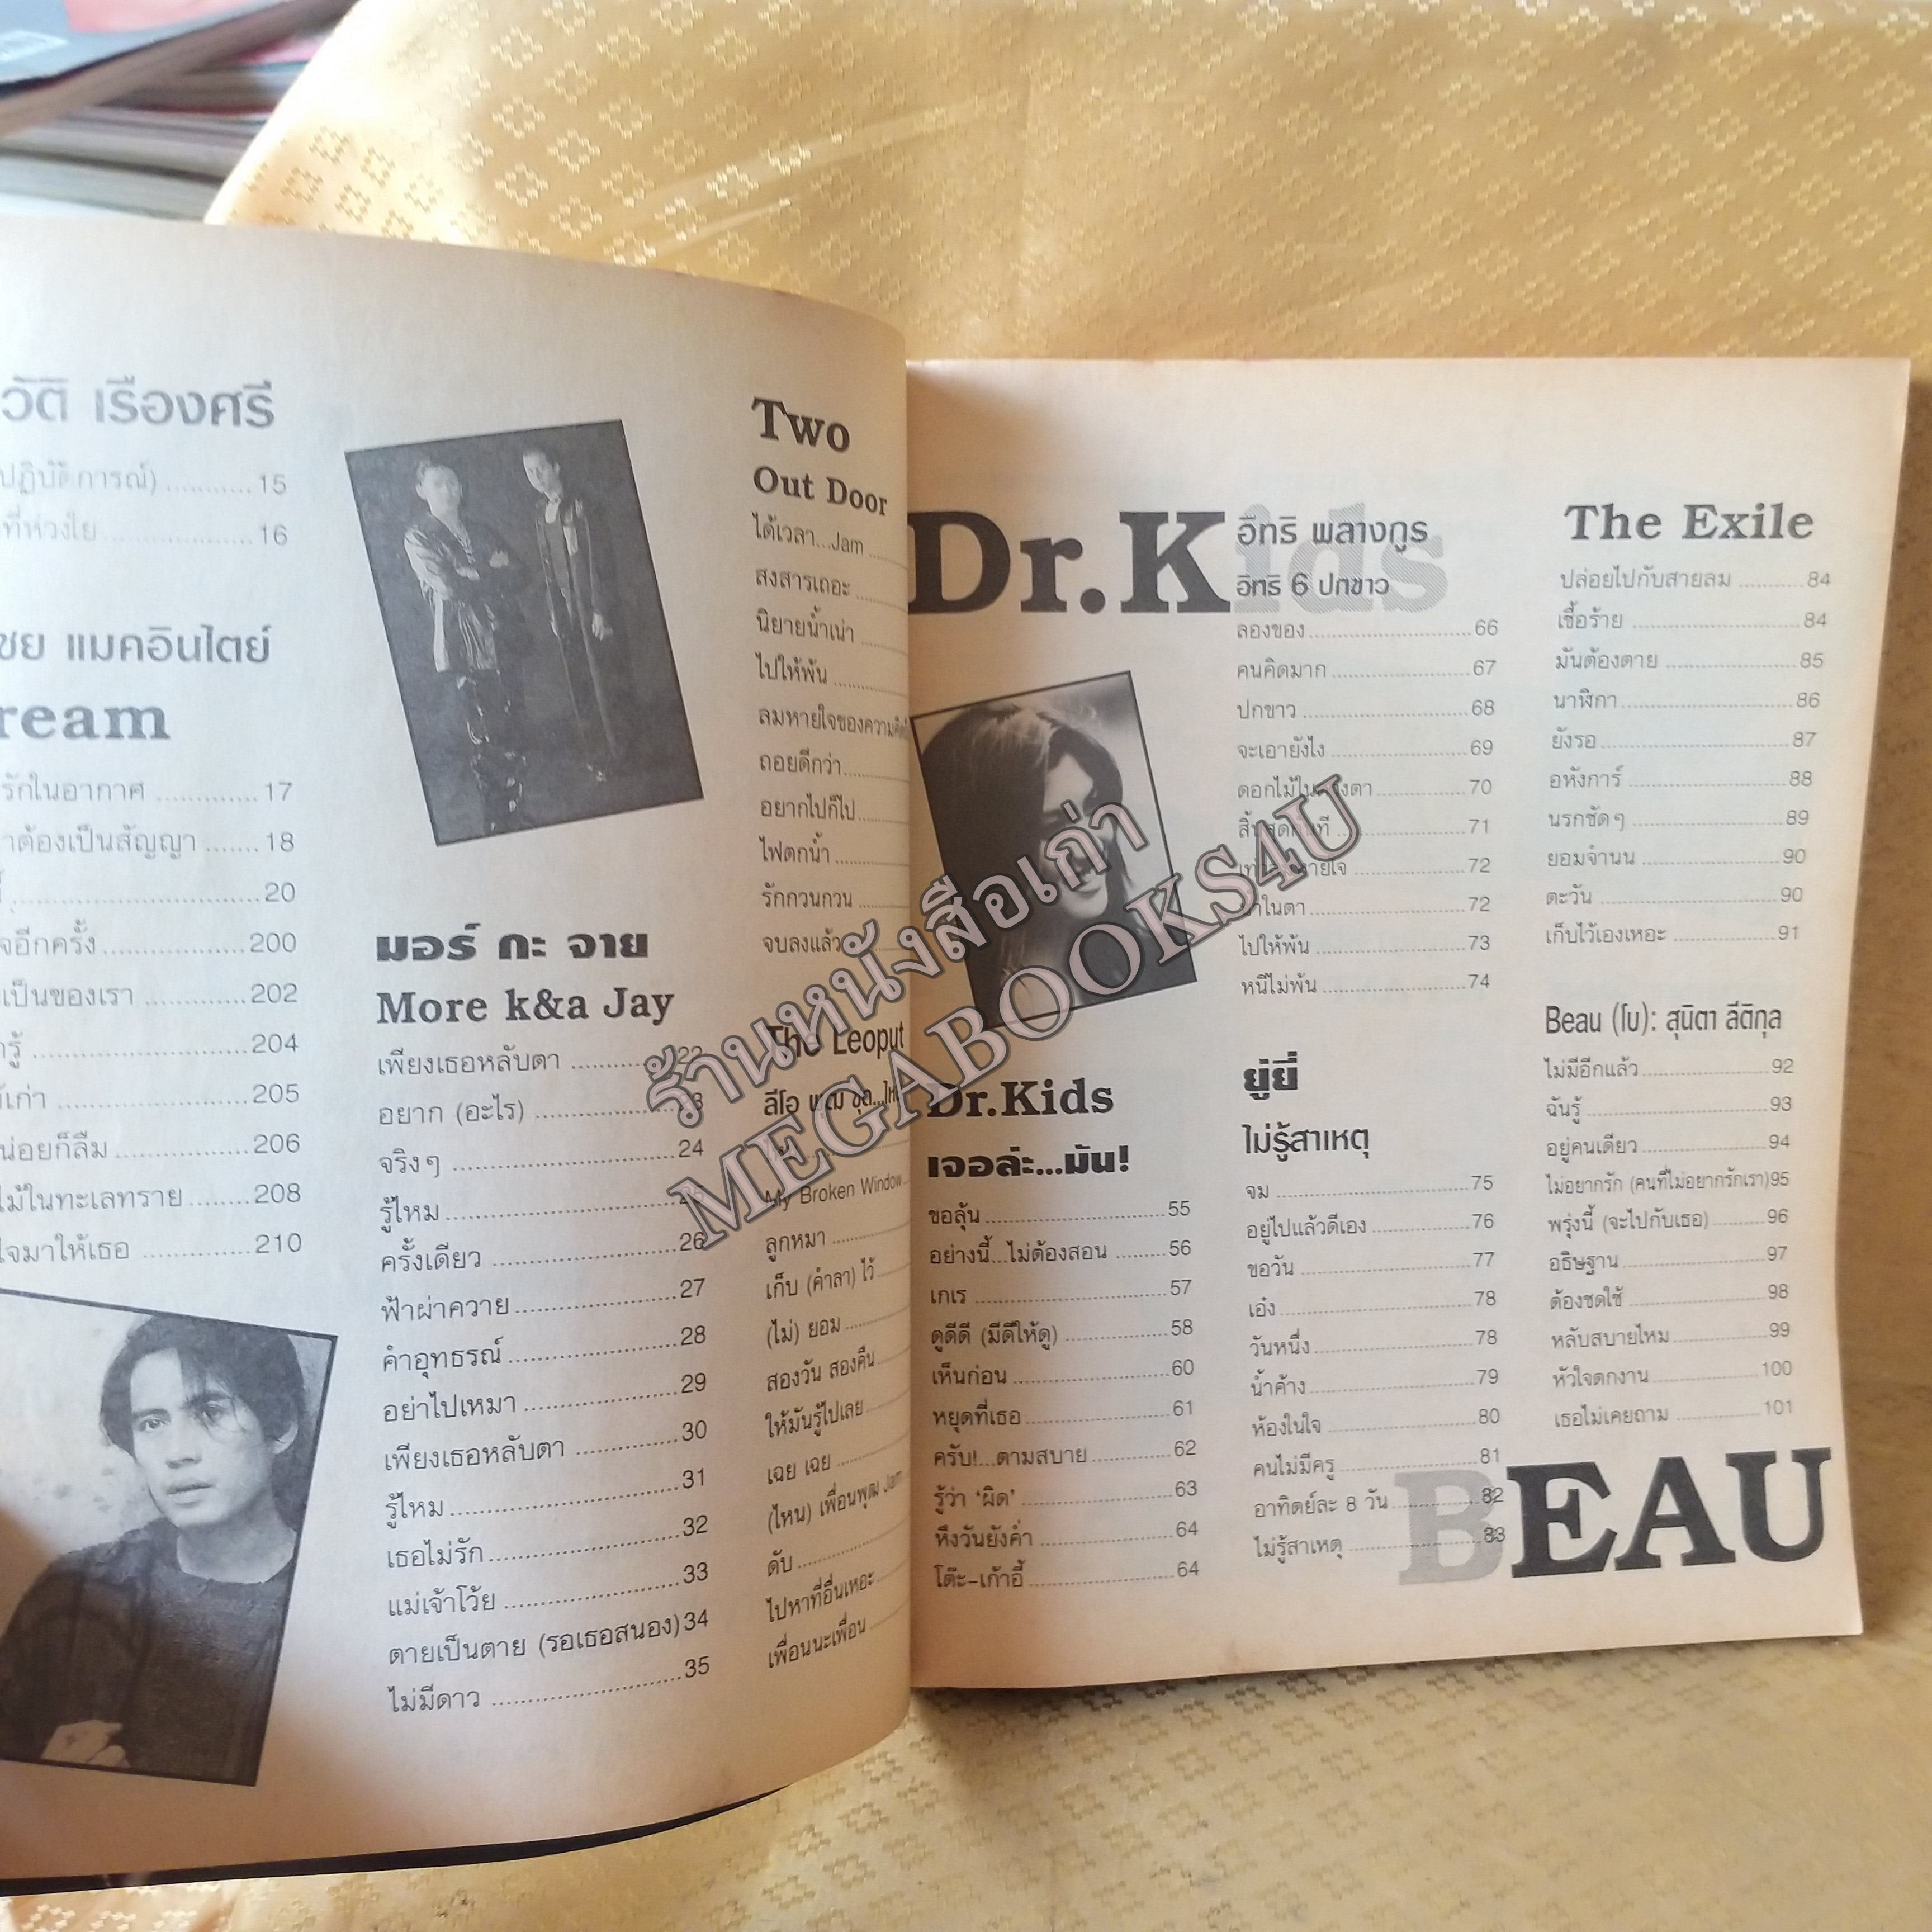 วัติ เรืองศรี
ปฏิบัติการณ์) 15
ที่ห่วงใย 16
ชย แมคอินไตย์
ream
รักในอากาศ 17
าต้องเป็นสัญญา 18
20
จอีกครั้ง 200
เป็นของเรา 202
ารู้ 204
เก่า 205
น่อยก็ลืม 206
ไม้ในทะเลทราย 208
ใจมาให้เธอ 210
มอร์ กะ จาย
More k&a Jay
เพียงเธอหลับตา 22
อยาก (อะไร)
จริงๆ 24
รู้ไหม
ครั้งเดียว 26
ฟ้าผ่าควาย 27
คำอุทธรณ์ 28
อย่าไปเหมา 29
เพียงเธอหลับตา 30
รู้ไหม 31
เธอไม่รัก 32
แม่เจ้าโว้ย 33
ตายเป็นตาย (รอเธอสนอง) 34
ไม่มีดาว 35
Two
Out Door
ได้เวลา...Jam
สงสารเถอะ
นิยายน้ำเน่า
ไปให้พ้น
ลมหายใจของความคิด
ถอยดีกว่า
อยากไปก็ไป
ไฟตกน้ำ
รักกวนกวน
จบลงแล้ว
The Leoput
ลีโอ พุฒ
My Broken Window
ลูกหมา
เก็บ (คำลา) ไว้
(ไม่) ยอม
สองวัน สองคืน
ให้มันรู้ไปเลย
เฉย เฉย
(ไหน) เพื่อนพุฒ Jam
ดับ
ไปหาที่อื่นเหอะ
เพื่อนนะเพื่อน
Dr.Kids
Dr.Kids
เจอล่ะ...มัน!
ขอลุ้น 55
อย่างนี้...ไม่ต้องสอน 56
เกเร 57
ดูดีดี (มีดีให้ดู) 58
เห็นก่อน 60
หยุดที่เธอ 61
ครับ!...ตามสบาย 62
รู้ว่า 'ผิด' 63
หึงวันยังค่ำ 64
โต๊ะ-เก้าอี้ 64
อิทธิ พลางกูร
อิทธิ 6 ปกขาว
ลองของ 66
คนคิดมาก 67
ปกขาว 68
จะเอายังไง 69
70
71
72
72
ไปให้พ้น 73
หนีไม่พ้น 74
ยู่ยี่
ไม่รู้สาเหตุ
จม 75
อยู่ไปแล้วดีเอง 76
ขอวัน 77
เอ๋ง 78
วันหนึ่ง 78
น้ำค้าง 79
ห้องในใจ 80
คนไม่มีครู 81
อาทิตย์ละ 8 วัน 82
ไม่รู้สาเหตุ 83
The Exile
ปล่อยไปกับสายลม 84
เชื้อร้าย 84
มันต้องตาย 85
นาฬิกา 86
ยังรอ 87
อหังการ์ 88
นรกชัดๆ 89
ยอมจำนน 90
ตะวัน 90
เก็บไว้เองเหอะ 91
Beau (โบ): สุนิตา ลีติกุล
ไม่มีอีกแล้ว 92
ฉันรู้ 93
อยู่คนเดียว 94
ไม่อยากรัก (คนที่ไม่อยากรักเรา) 95
พรุ่งนี้ (จะไปกับเธอ) 96
อธิษฐาน 97
ต้องชดใช้ 98
หลับสบายไหม 99
หัวใจตกงาน 100
เธอไม่เคยถาม 101
BEAU
ร้านหนังสือเก่า
MEGABOOKS4U